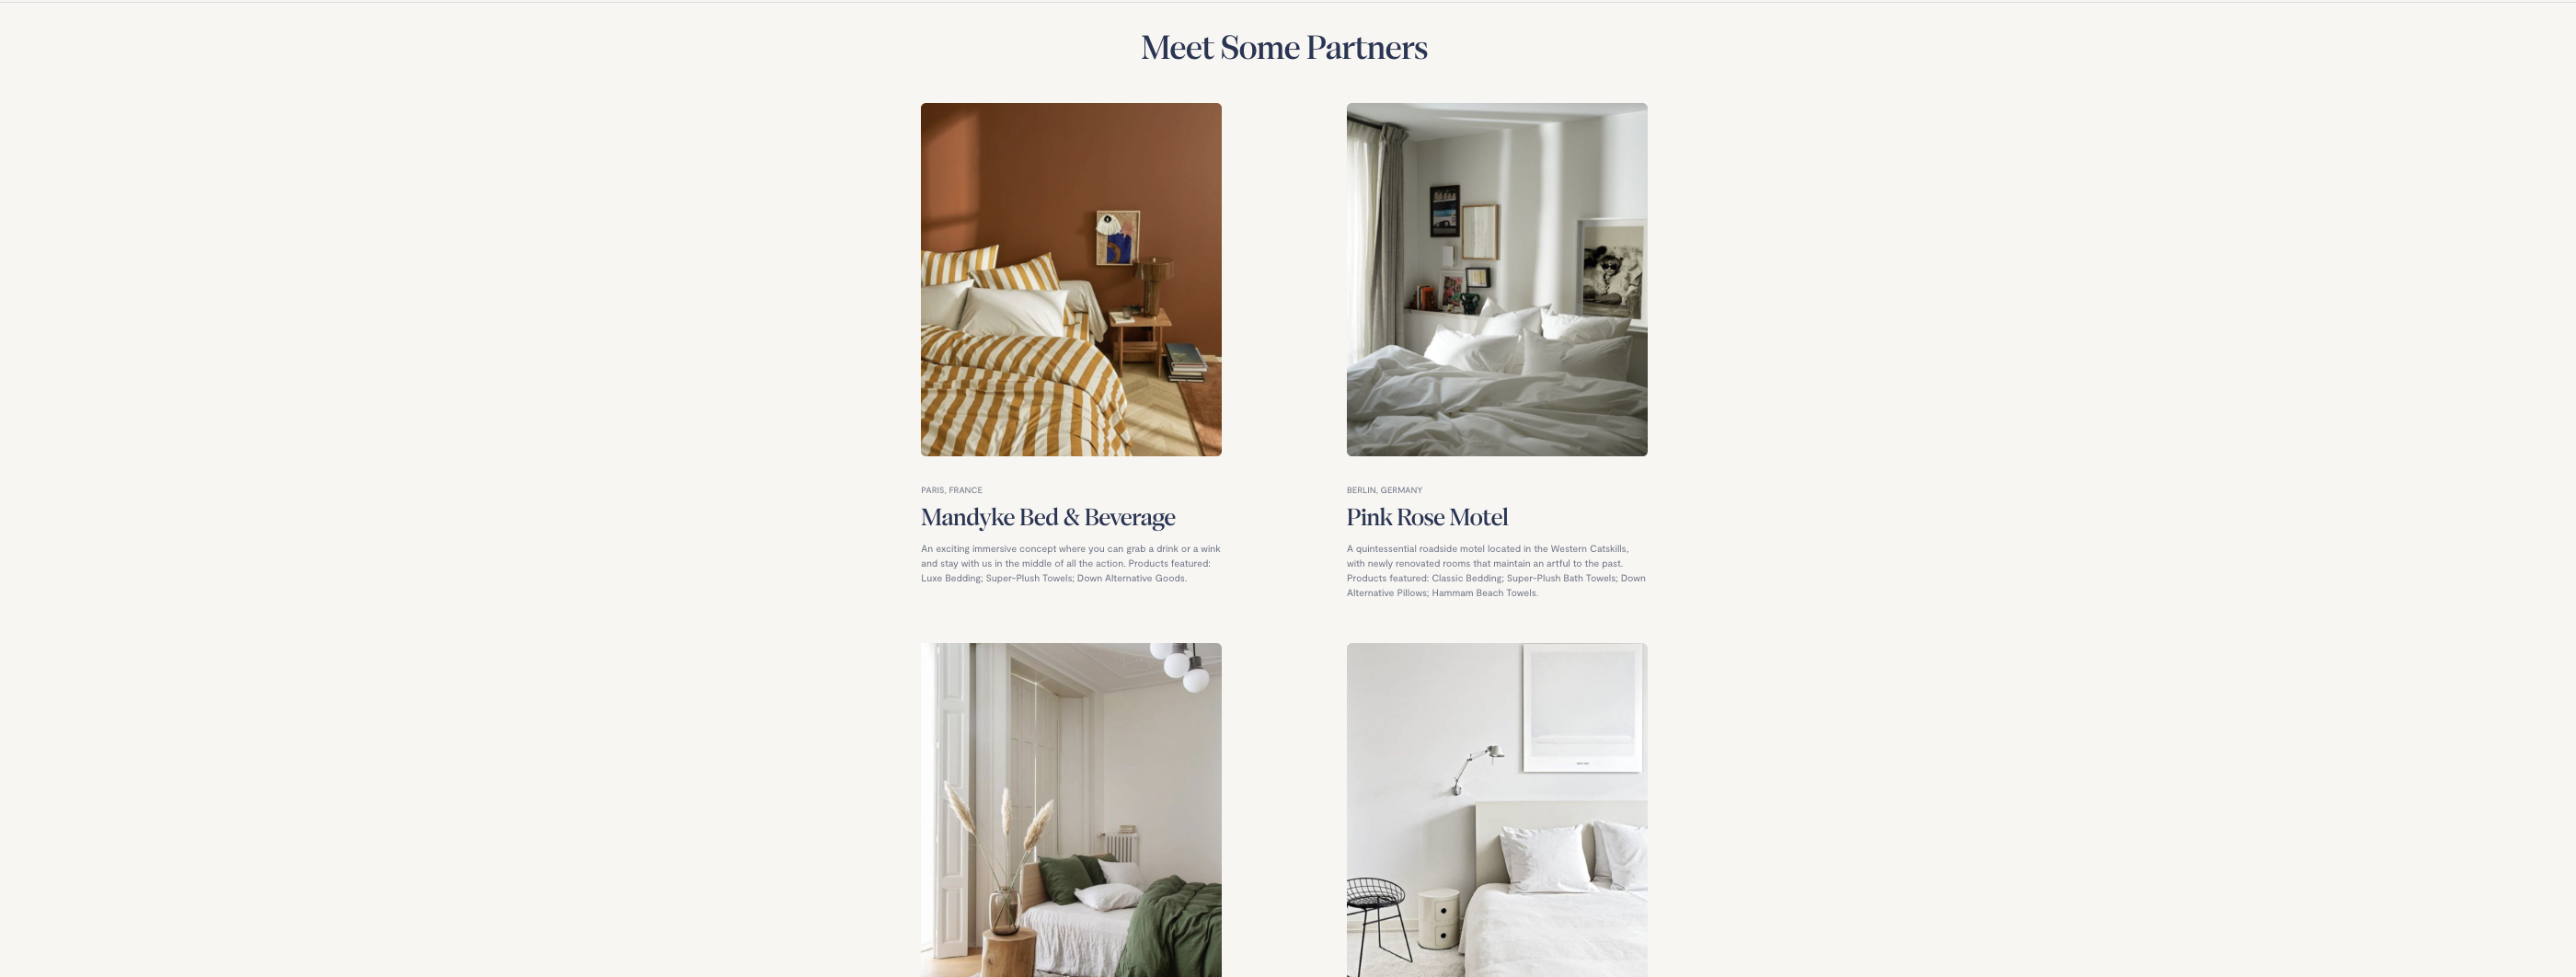 Meet Some Partners
PARIS, FRANCE
Mandyke Bed & Beverage
An exciting immersive concept where you can grab a drink or a wink
and stay with us in the middle of all the action. Products featured:
Luxe Bedding; Super-Plush Towels; Down Alternative Goods.
BERLIN, GERMANY
Pink Rose Motel
A quintessential roadside motel located in the Western Catskills,
with newly renovated rooms that maintain an artful to the past.
Products featured: Classic Bedding; Super-Plush Bath Towels; Down
Alternative Pillows; Hammam Beach Towels.